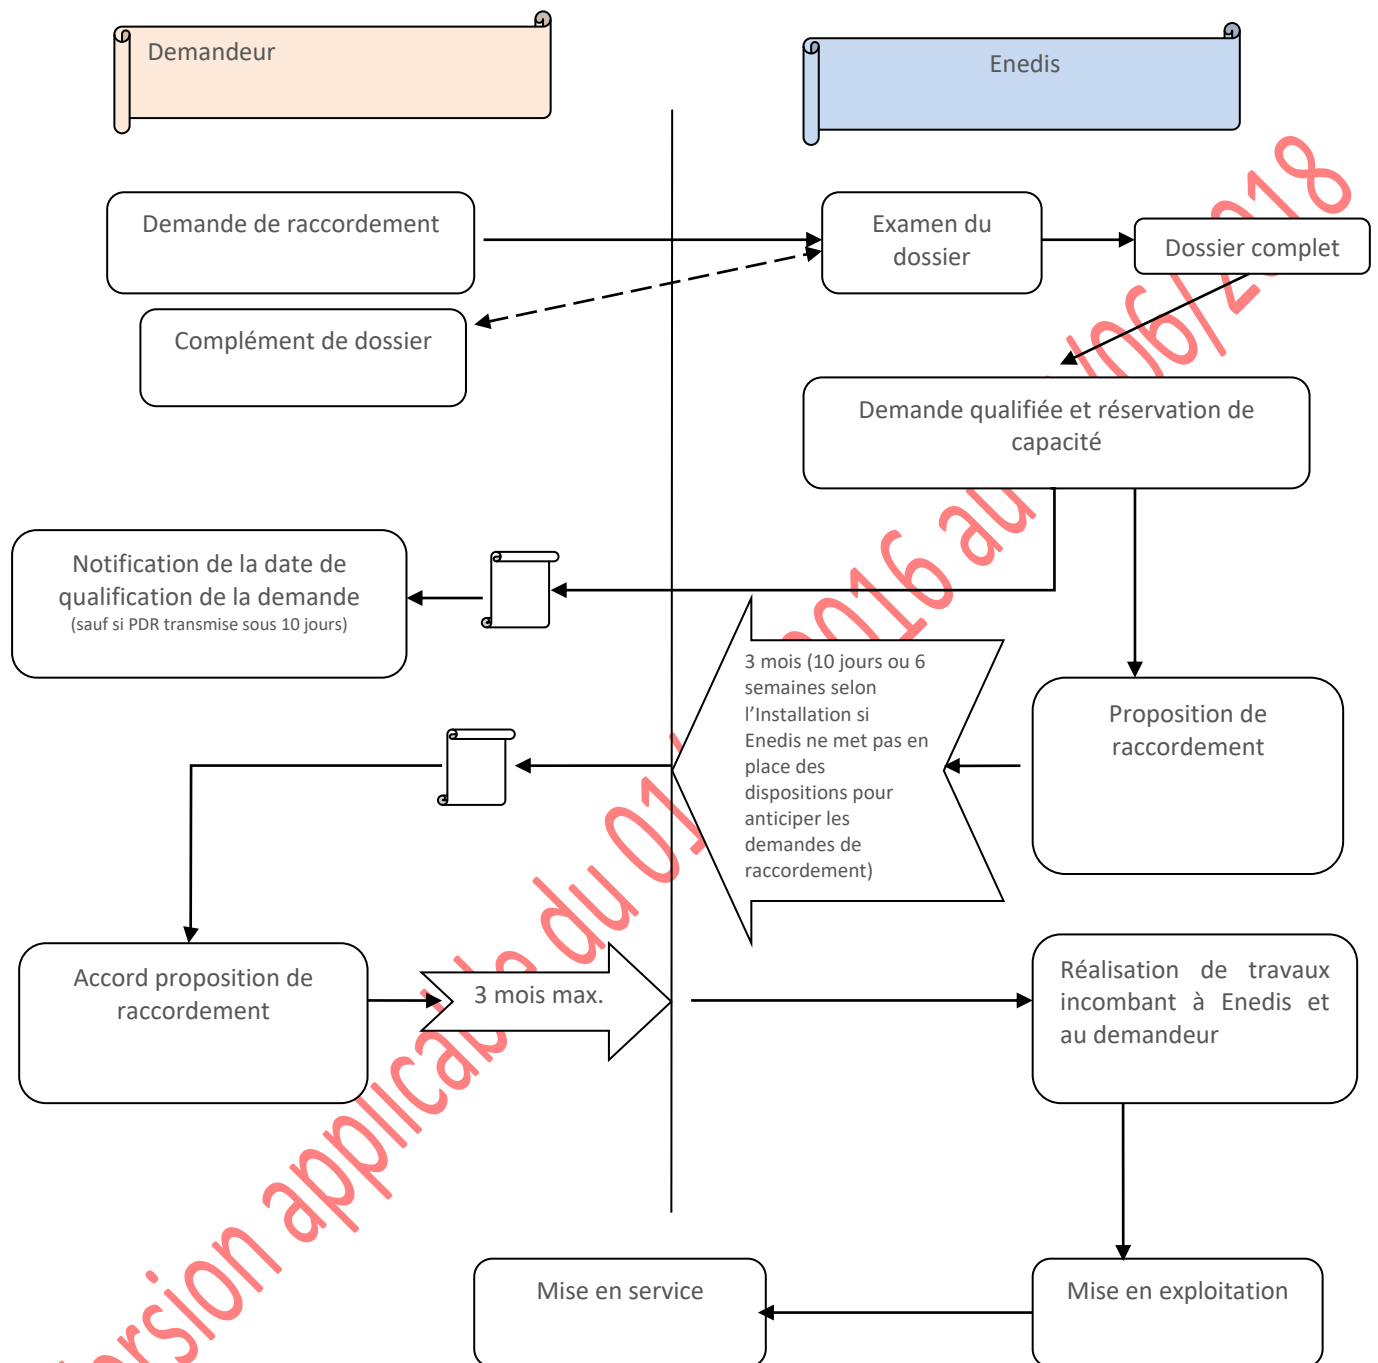 Demandeur
Enedis
Demande de raccordement
Examen du
dossier
Dossier complet
Complément de dossier
Demande qualifiée et réservation de
capacité
Notification de la date de
qualification de la demande
(sauf si PDR transmise sous 10 jours)
3 mois (10 jours ou 6
semaines selon
l’Installation si
Enedis ne met pas en
place des
dispositions pour
anticiper les
demandes de
raccordement)
Proposition de
raccordement
Accord proposition de
raccordement
3 mois max.
Réalisation de travaux
incombant à Enedis et
au demandeur
Mise en service
Mise en exploitation
applicable du 01 2016 au /06/2018